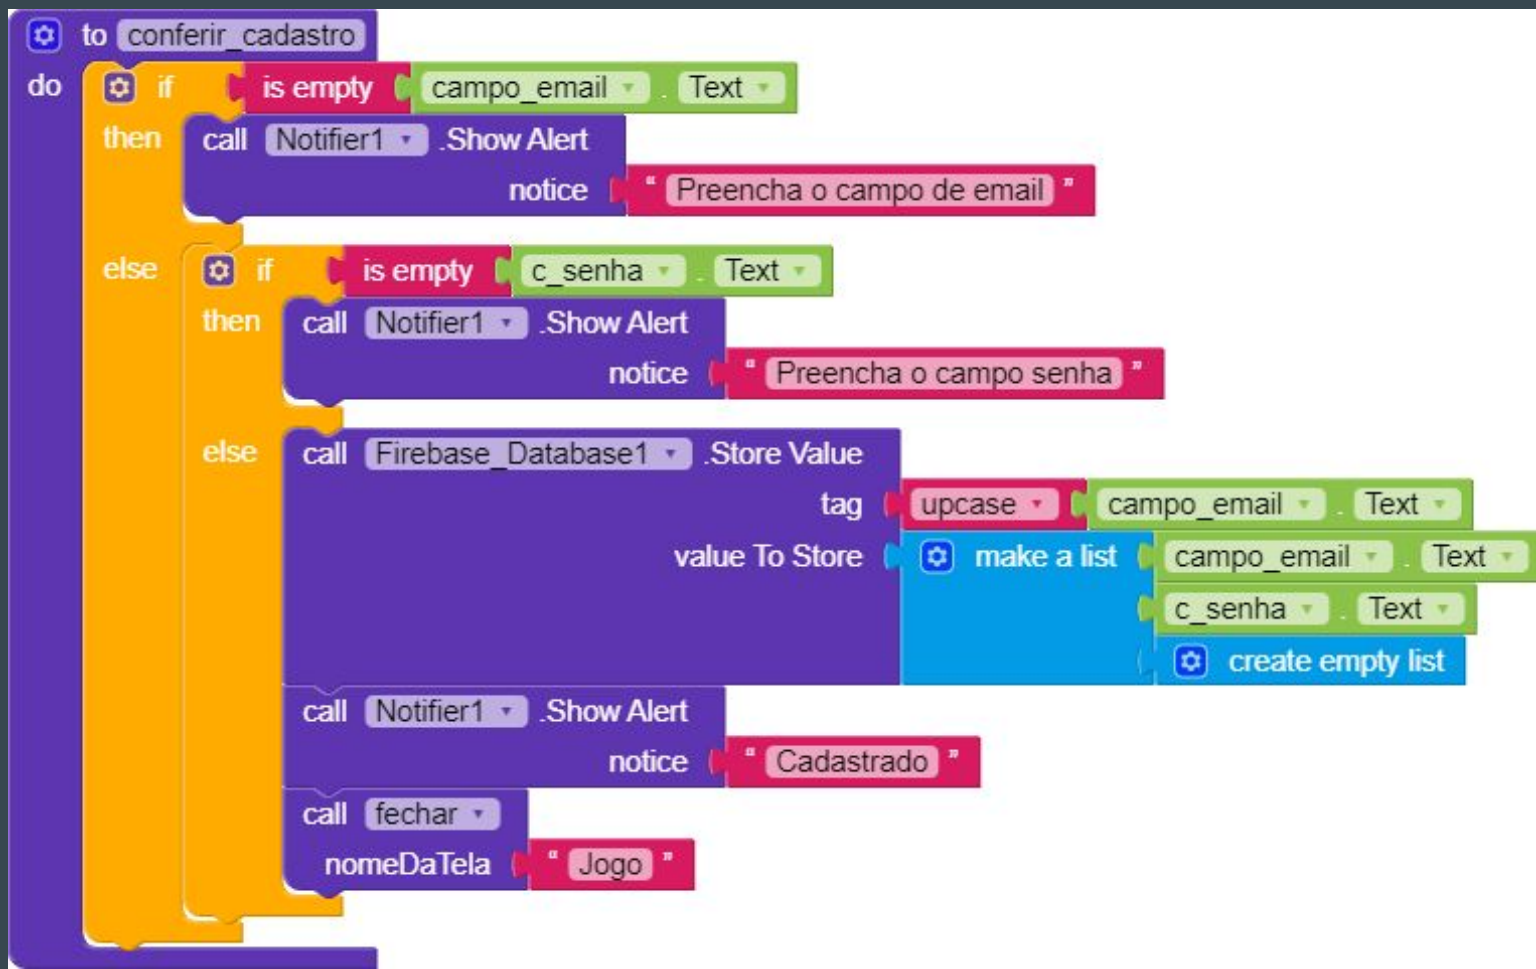 to conferir_cadastro
do if is empty campo_email . Text
then call Notifier1 .Show Alert
notice " Preencha o campo de email "
else if is empty c_senha . Text
then call Notifier1 .Show Alert
notice " Preencha o campo senha "
else call Firebase_Database1 .Store Value
tag upcase campo_email . Text
value To Store make a list campo_email . Text
c_senha . Text
create empty list
call Notifier1 .Show Alert
notice " Cadastrado "
call fechar
nomeDaTela " Jogo "